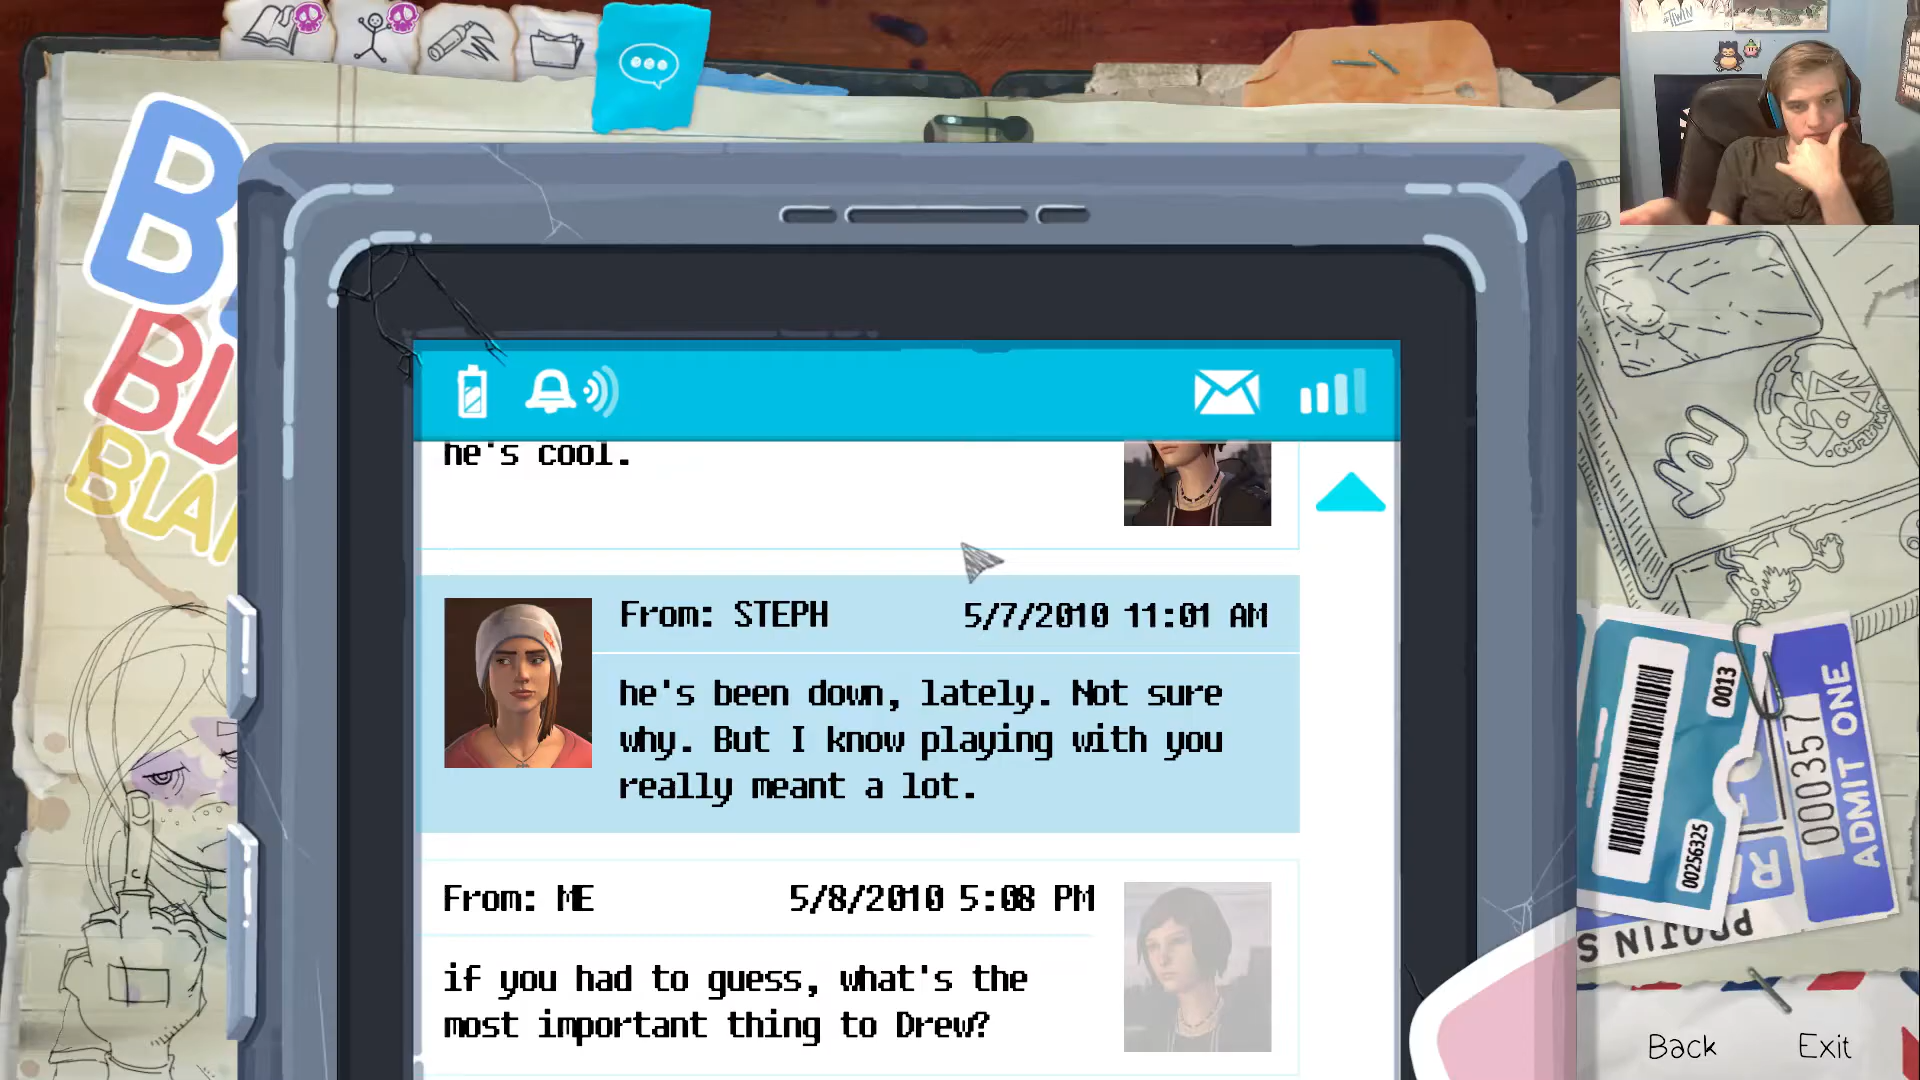 he's cool.
From: STEPH 5/7/2010 11:01 AM
he's been down, lately. Not sure
why. But I know playing with you
really meant a lot.
From: ME 5/8/2010 5:08 PM
if you had to guess, what's the
most important thing to Drew?
0013
00256325
000357
ADMIT ONE
Back Exit